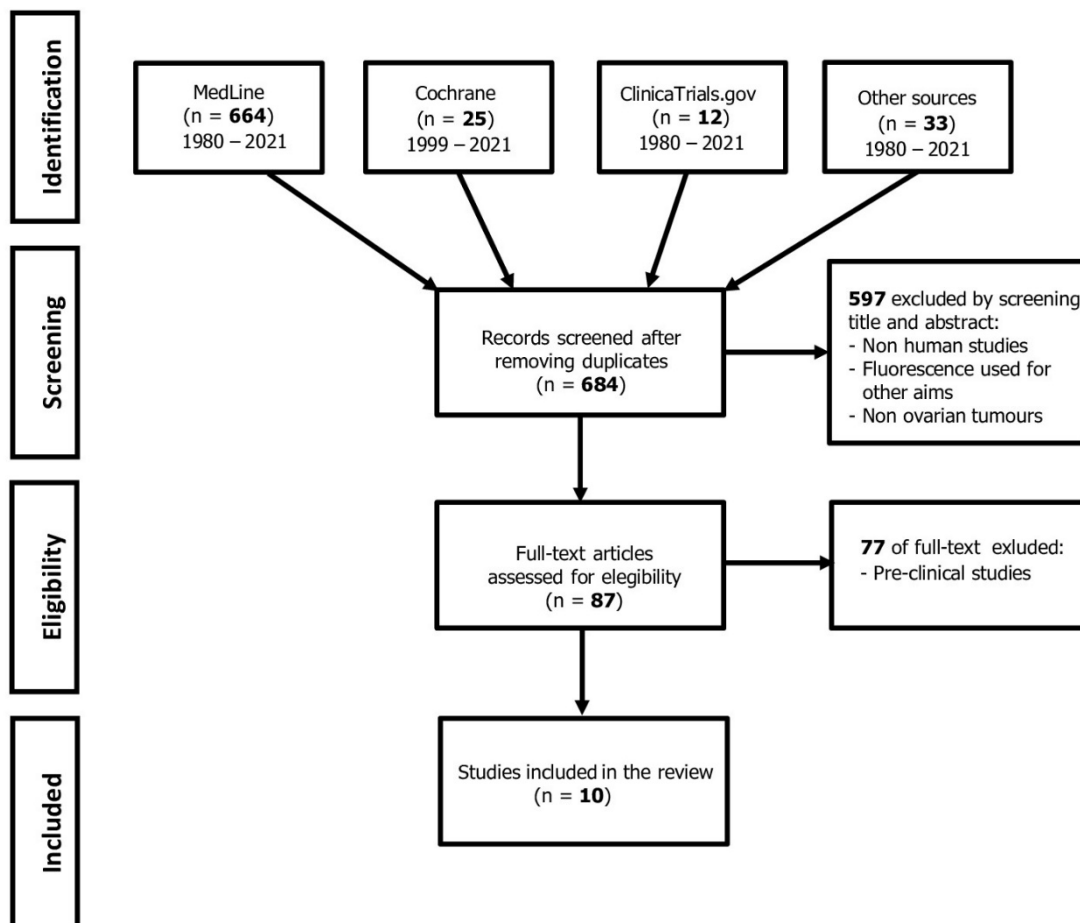 Identification
MedLine
(n = 664)
1980 – 2021
Cochrane
(n = 25)
1999 – 2021
ClinicaTrials.gov
(n = 12)
1980 – 2021
Other sources
(n = 33)
1980 – 2021
Screening
Records screened after
removing duplicates
(n = 684)
597 excluded by screening
title and abstract:
- Non human studies
- Fluorescence used for
other aims
- Non ovarian tumours
Eligibility
Full-text articles
assessed for elegibility
(n = 87)
77 of full-text exluded:
- Pre-clinical studies
Included
Studies included in the review
(n = 10)